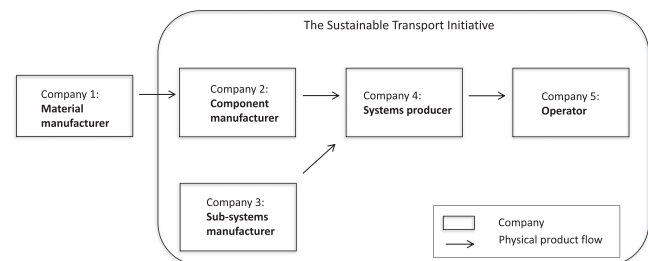 The Sustainable Transport Initiative
Company 1:
Material
manufacturer
Company 2:
Component
manufacturer
Company 4:
Systems producer
Company 5:
Operator
Company 3:
Sub-systems
manufacturer
Company
Physical product flow